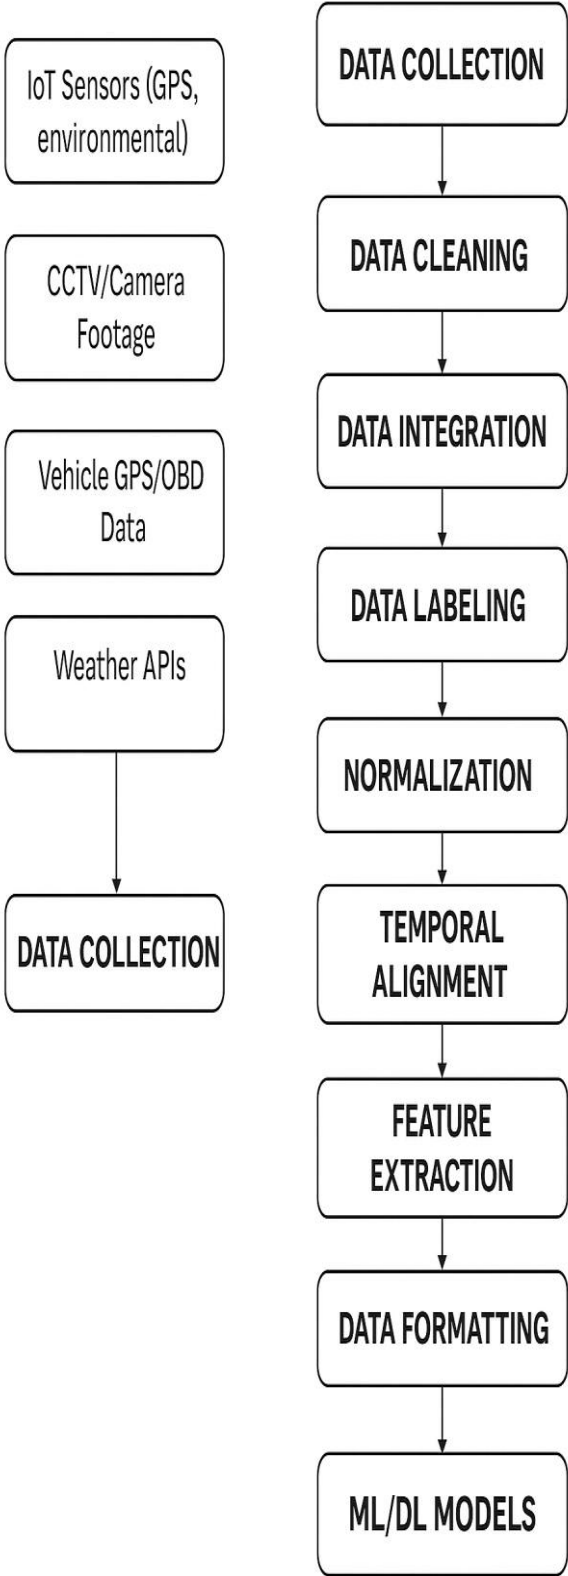 IoT Sensors (GPS,
environmental)
CCTV/Camera
Footage
Vehicle GPS/OBD
Data
Weather APIs
DATA COLLECTION
DATA COLLECTION
DATA CLEANING
DATA INTEGRATION
DATA LABELING
NORMALIZATION
TEMPORAL
ALIGNMENT
FEATURE
EXTRACTION
DATA FORMATTING
ML/DL MODELS